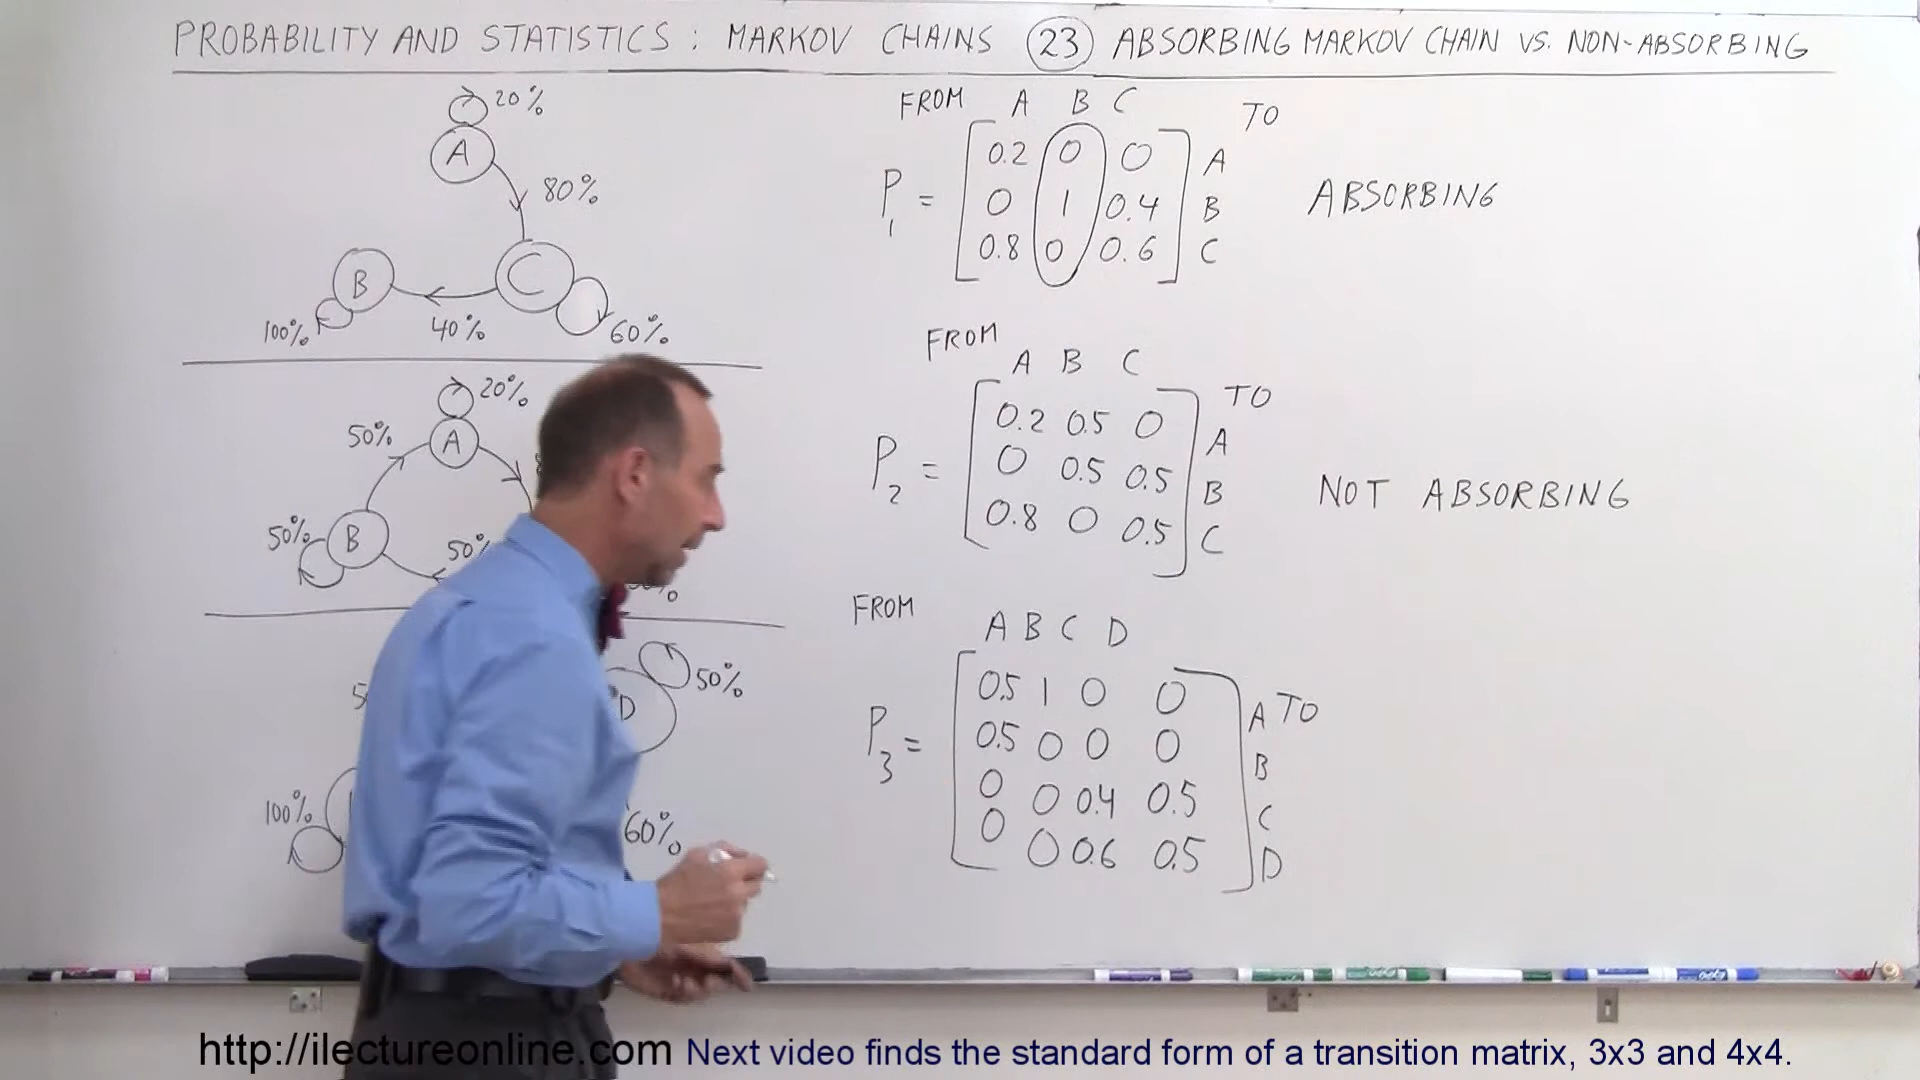 PROBABILITY AND STATISTICS: MARKOV CHAINS 23 ABSORBING MARKOV CHAIN VS. NON-ABSORBING
20%
A
80%
B
C
100%
40%
60%
FROM A B C TO
P1 =
0.2 0 0 A
0 1 0.4 B
0.8 0 0.6 C
ABSORBING
20%
50%
A
50%
B
50%
FROM
A B C
TO
P2 =
0.2 0.5 0 A
0 0.5 0.5 B
0.8 0 0.5 C
NOT ABSORBING
50%
D
100%
60%
FROM
A B C D
TO
P3 =
0.5 1 0 0 A
0.5 0 0 0 B
0 0 0.4 0.5 C
0 0 0.6 0.5 D
http://ilectureonline.com Next video finds the standard form of a transition matrix, 3x3 and 4x4.